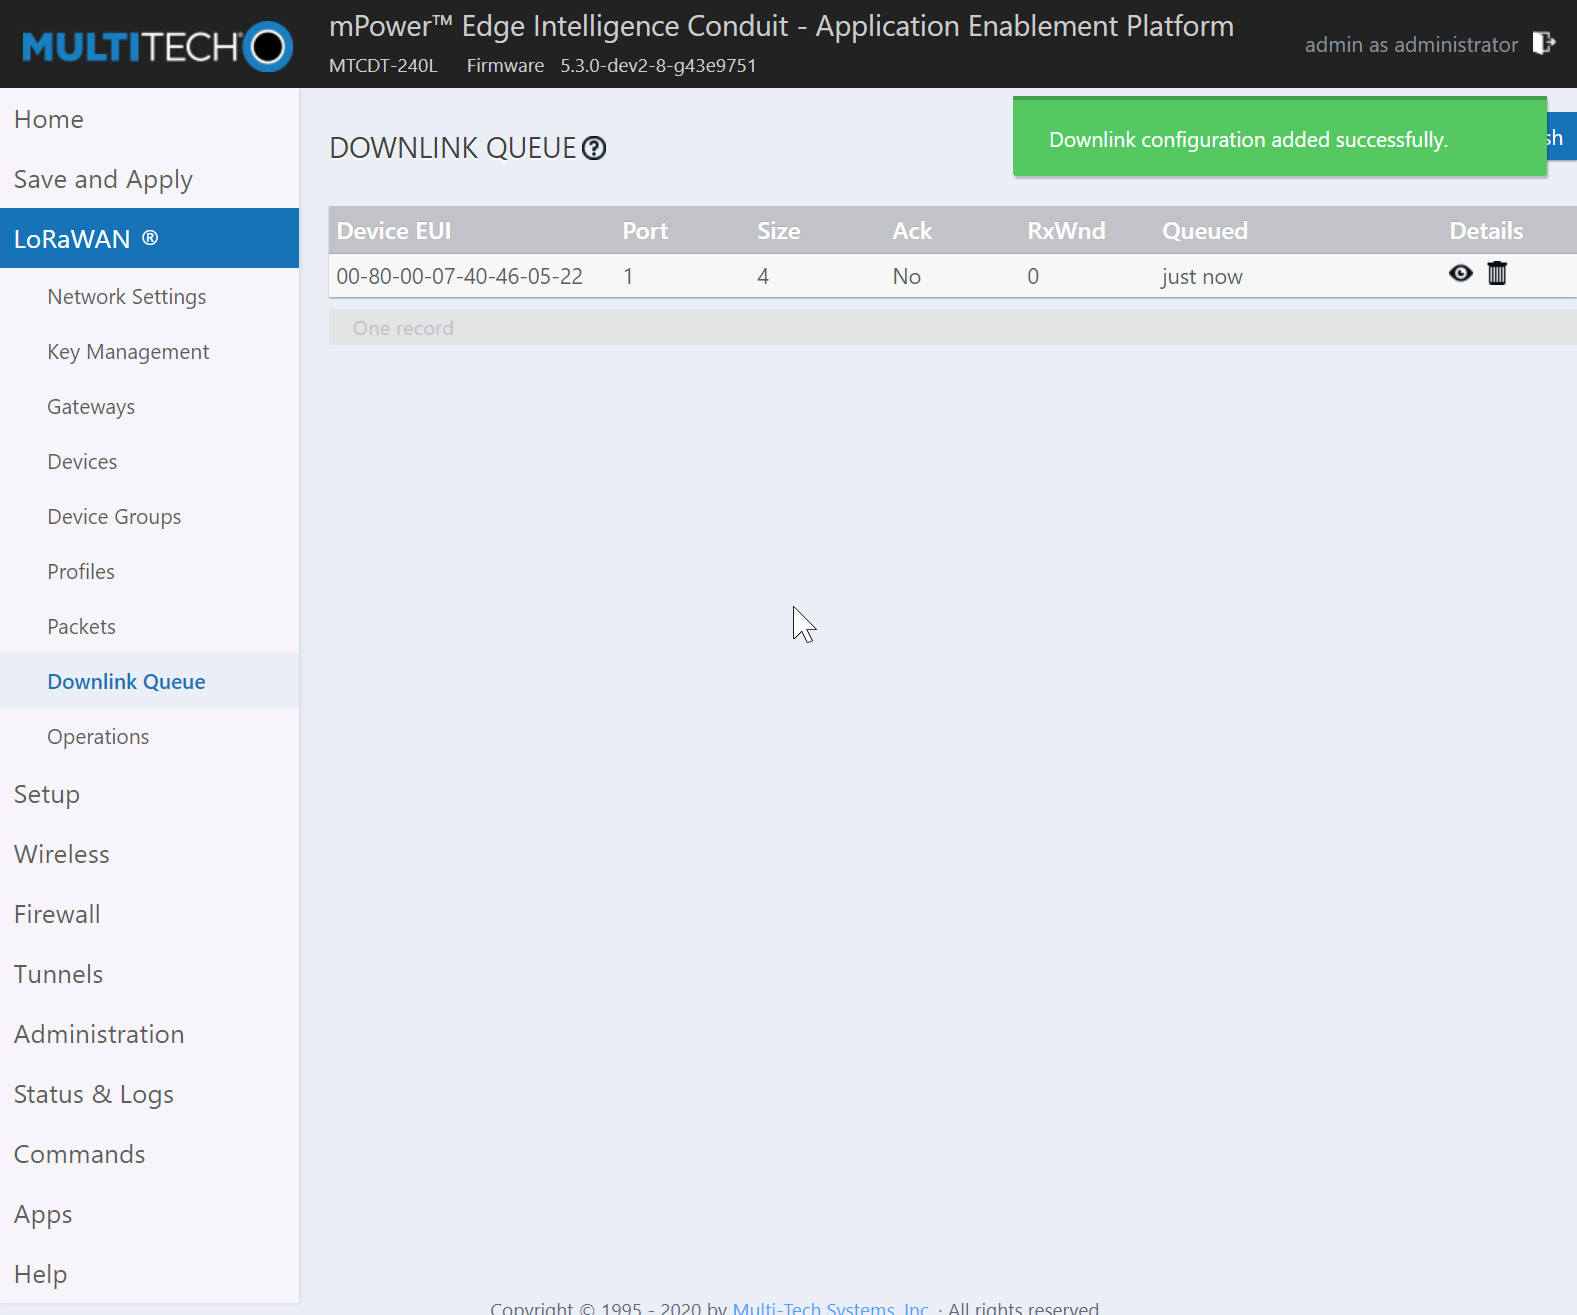 MULTITECH
mPower™ Edge Intelligence Conduit - Application Enablement Platform
MTCDT-240L Firmware 5.3.0-dev2-8-g43e9751
admin as administrator
Home
Save and Apply
LoRaWAN ®
Network Settings
Key Management
Gateways
Devices
Device Groups
Profiles
Packets
Downlink Queue
Operations
Setup
Wireless
Firewall
Tunnels
Administration
Status & Logs
Commands
Apps
Help
DOWNLINK QUEUE ?
Downlink configuration added successfully.
sh
Device EUI Port Size Ack RxWnd Queued Details
00-80-00-07-40-46-05-22 1 4 No 0 just now
One record
Copyright © 1995 - 2020 by Multi-Tech Systems, Inc. · All rights reserved